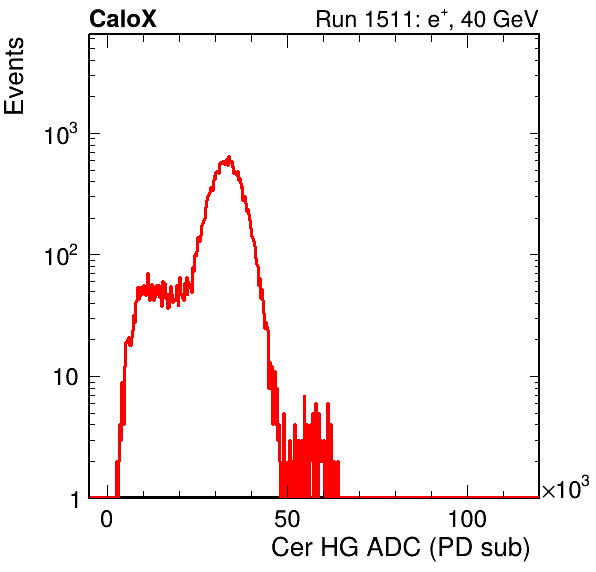 CaloX Run 1511: e⁺, 40 GeV
Events
10³
10²
10
1
0 50 100 ×10³
Cer HG ADC (PD sub)